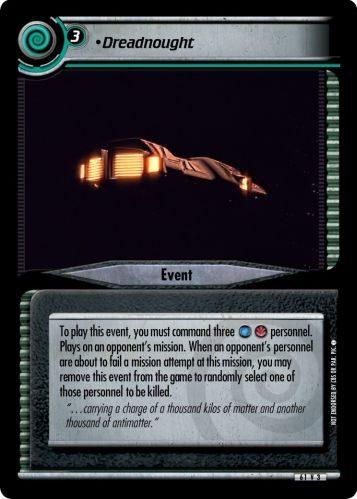 3
•Dreadnought
Event
To play this event, you must command three personnel.
Plays on an opponent's mission. When an opponent's personnel
are about to fail a mission attempt at this mission, you may
remove this event from the game to randomly select one of
those personnel to be killed.
"...carrying a charge of a thousand kilos of matter and another
thousand of antimatter."
NOT ENDORSED BY CBS OR PAR. PIC.
61 V 3